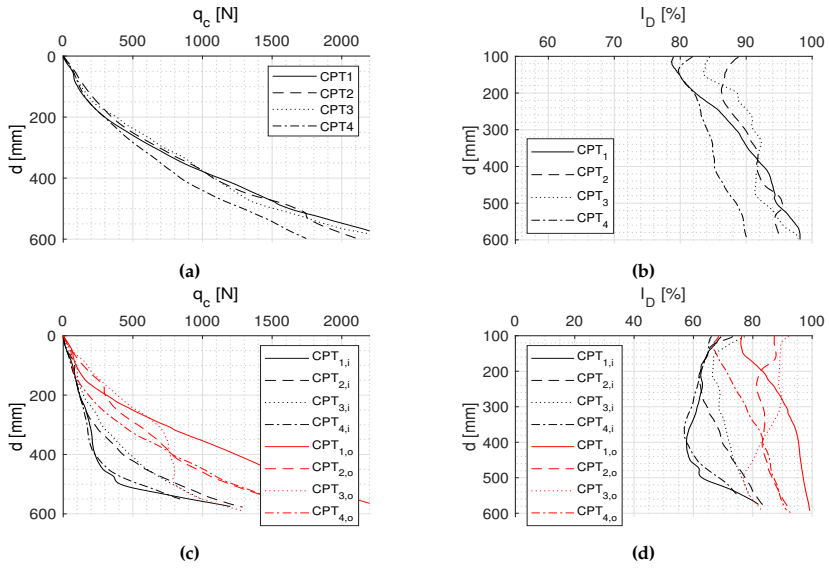 q_c [N]
0 500 1000 1500 2000
0
200
400
600
d [mm]
CPT1
CPT2
CPT3
CPT4
(a)
I_D [%]
60 70 80 90 100
100
200
300
400
500
600
d [mm]
CPT_1
CPT_2
CPT_3
CPT_4
(b)
q_c [N]
0 500 1000 1500 2000
0
200
400
600
d [mm]
CPT_1,i
CPT_2,i
CPT_3,i
CPT_4,i
CPT_1,o
CPT_2,o
CPT_3,o
CPT_4,o
(c)
I_D [%]
0 20 40 60 80 100
100
200
300
400
500
600
d [mm]
CPT_1,i
CPT_2,i
CPT_3,i
CPT_4,i
CPT_1,o
CPT_2,o
CPT_3,o
CPT_4,o
(d)